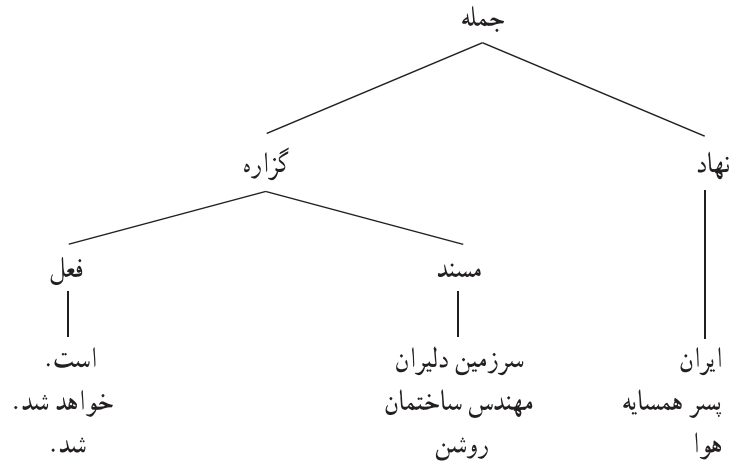 جمله
نهاد
گزاره
مسند
فعل
ایران سرزمین دلیران است.
پسر همسایه مهندس ساختمان خواهد شد.
هوا روشن شد.